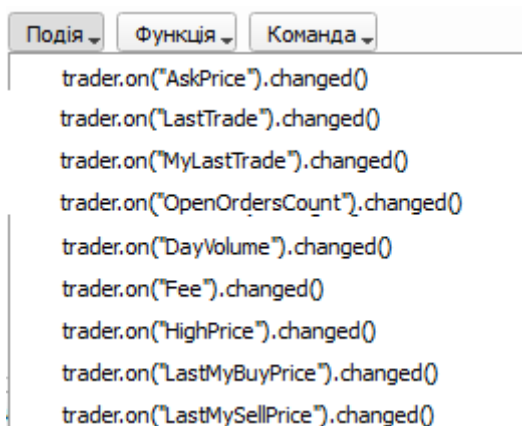 Подія Функція Команда
trader.on("AskPrice").changed()
trader.on("LastTrade").changed()
trader.on("MyLastTrade").changed()
trader.on("OpenOrdersCount").changed()
trader.on("DayVolume").changed()
trader.on("Fee").changed()
trader.on("HighPrice").changed()
trader.on("LastMyBuyPrice").changed()
trader.on("LastMySellPrice").changed()